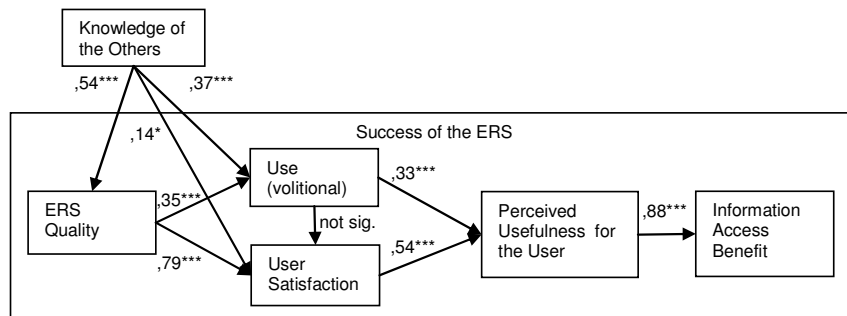 Knowledge of
the Others
,54***
,37***
,14*
Success of the ERS
Use
(volitional)
,33***
ERS
Quality
,35***
not sig.
Perceived
Usefulness for
the User
,88***
Information
Access
Benefit
,79***
User
Satisfaction
,54***